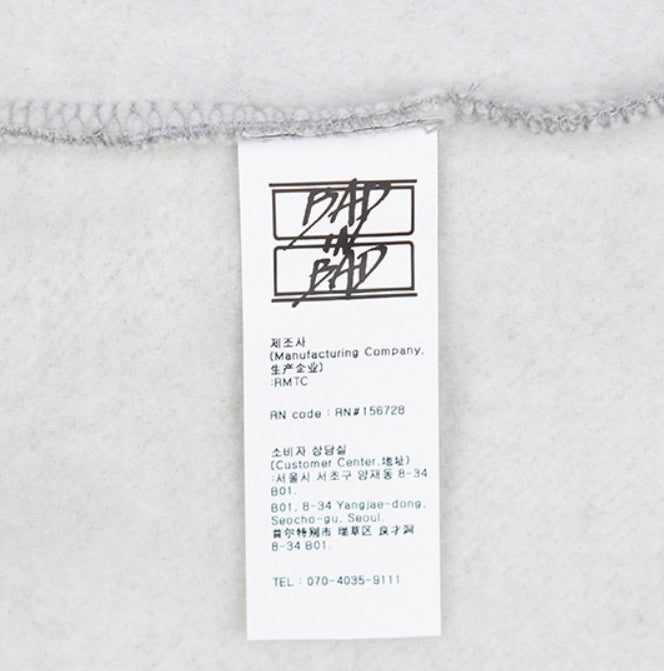 BAD
IN
BAD
제조사
(Manufacturing Company,
生产企业)
:RMTC
RN code : RN#156728
소비자 상담실
(Customer Center,地址)
:서울시 서초구 양재동 8-34
B01.
B01, 8-34 Yangjae-dong,
Seocho-gu, Seoul.
首尔特別市 瑞草区 良才洞
8-34 B01.
TEL : 070-4035-9111